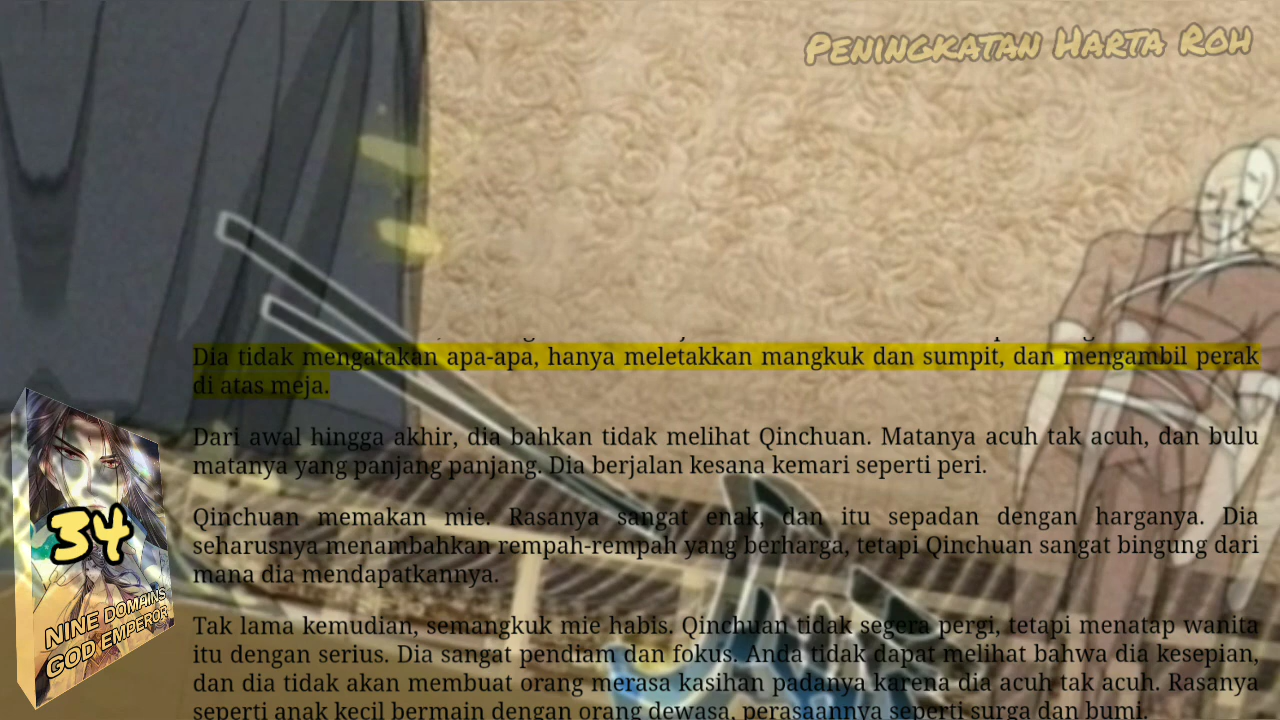 Peningkatan Harta Roh
Dia tidak mengatakan apa-apa, hanya meletakkan mangkuk dan sumpit, dan mengambil perak
di atas meja.
Dari awal hingga akhir, dia bahkan tidak melihat Qinchuan. Matanya acuh tak acuh, dan bulu
matanya yang panjang panjang. Dia berjalan kesana kemari seperti peri.
Qinchuan memakan mie. Rasanya sangat enak, dan itu sepadan dengan harganya. Dia
seharusnya menambahkan rempah-rempah yang berharga, tetapi Qinchuan sangat bingung dari
mana dia mendapatkannya.
Tak lama kemudian, semangkuk mie habis. Qinchuan tidak segera pergi, tetapi menatap wanita
itu dengan serius. Dia sangat pendiam dan fokus. Anda tidak dapat melihat bahwa dia kesepian,
dan dia tidak akan membuat orang merasa kasihan padanya karena dia acuh tak acuh. Rasanya
seperti anak kecil bermain dengan orang dewasa, perasaannya seperti surga dan bumi.
34
NINE DOMAINS
GOD EMPEROR